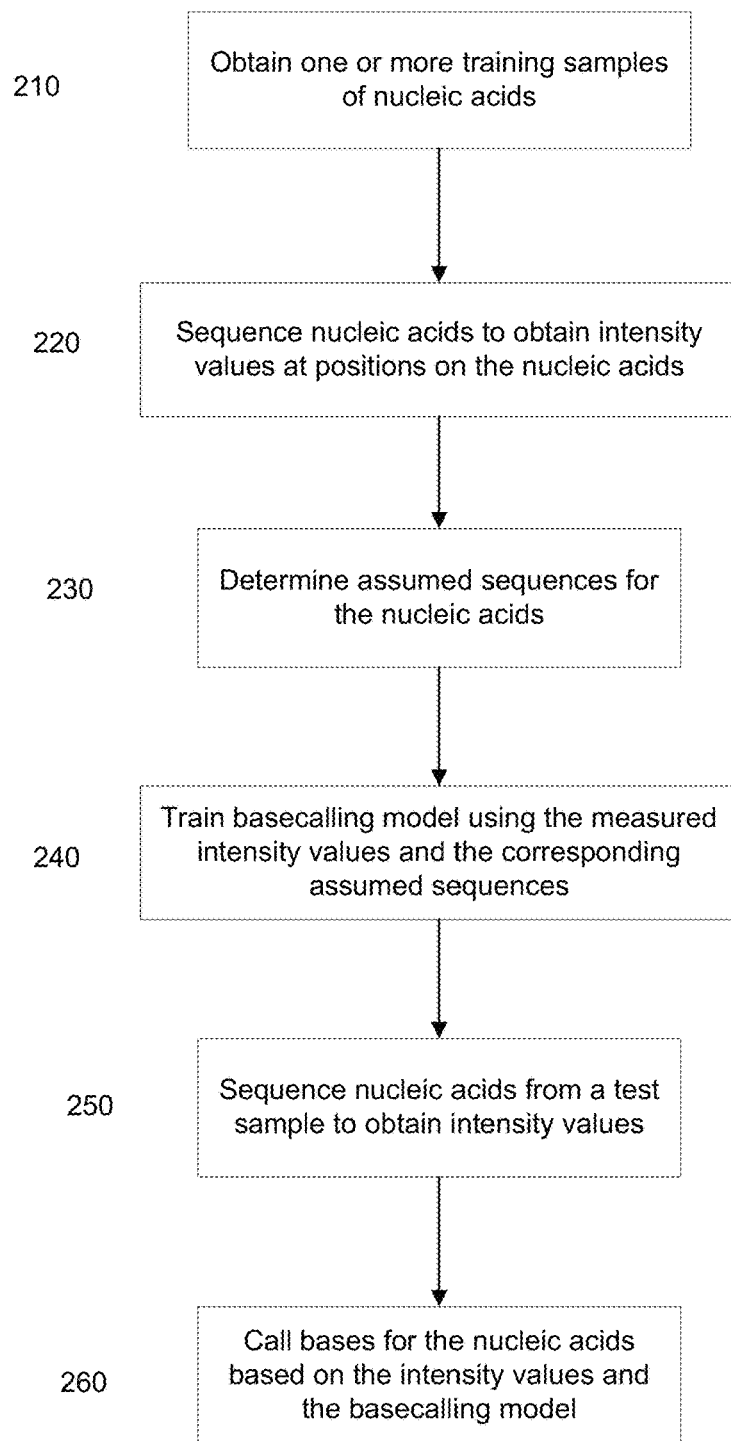 210
Obtain one or more training samples
of nucleic acids
220
Sequence nucleic acids to obtain intensity
values at positions on the nucleic acids
230
Determine assumed sequences for
the nucleic acids
240
Train basecalling model using the measured
intensity values and the corresponding
assumed sequences
250
Sequence nucleic acids from a test
sample to obtain intensity values
260
Call bases for the nucleic acids
based on the intensity values and
the basecalling model